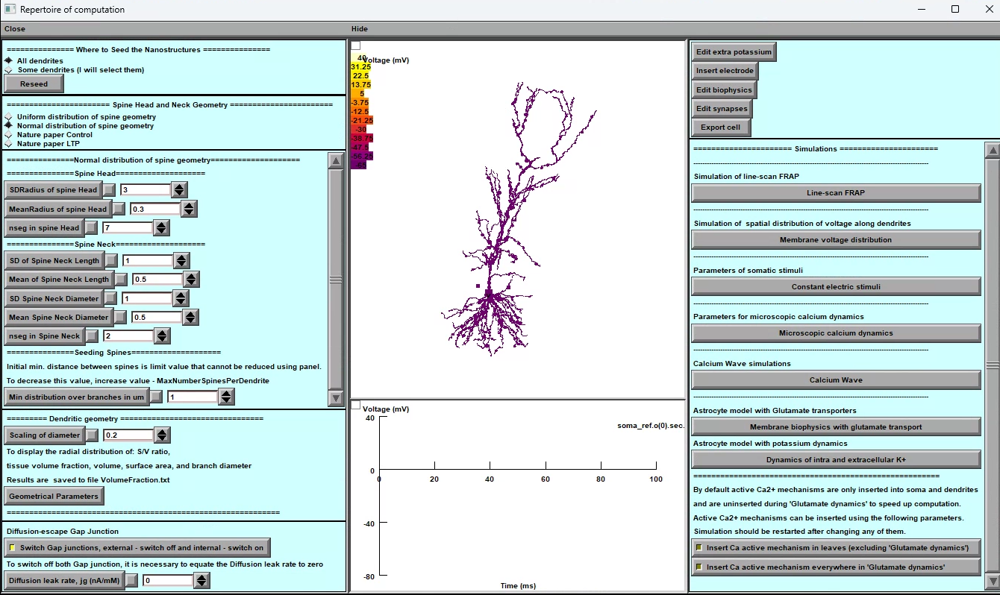 Repertoire of computation
Close
Hide
=============== Where to Seed the Nanostructures ===============
All dendrites
Some dendrites (I will select them)
Reseed
======================= Spine Head and Neck Geometry =======================
Uniform distribution of spine geometry
Normal distribution of spine geometry
Nature paper Control
Nature paper LTP
===============Normal distribution of spine geometry====================
===============Spine Head====================
SDRadius of spine Head 3
MeanRadius of spine Head 0.3
nseg in spine Head 7
===============Spine Neck====================
SD of Spine Neck Length 1
Mean of Spine Neck Length 0.5
SD Spine Neck Diameter 1
Mean Spine Neck Diameter 0.5
nseg in Spine Neck 2
===============Seeding Spines====================
Initial min. distance between spines is limit value that cannot be reduced using panel.
To decrease this value, increase value - MaxNumberSpinesPerDendrite
Min distribution over branches in um 1
========= Dendritic geometry ================================
Scaling of diameter 0.2
To display the radial distribution of: S/V ratio,
tissue volume fraction, volume, surface area, and branch diameter
Results are  saved to file VolumeFraction.txt
Geometrical Parameters
=============================================================
Diffusion-escape Gap Junction
Switch Gap junctions, external - switch off and internal - switch on
To switch off both Gap junction, it is necessary to equate the Diffusion leak rate to zero
Diffusion leak rate, jg (nA/mM) 0
Voltage (mV)
40
31.25
22.5
13.75
5
-3.75
-12.5
-21.25
-30
-38.75
-47.5
-56.25
-65
Voltage (mV)
40
soma_ref.o(0).sec.
0
0 20 40 60 80 100
-40
-80
Time (ms)
Edit extra potassium
Insert electrode
Edit biophysics
Edit synapses
Export cell
====================== Simulations ======================
Simulation of line-scan FRAP
Line-scan FRAP
Simulation of  spatial distribution of voltage along dendrites
Membrane voltage distribution
Parameters of somatic stimuli
Constant electric stimuli
Parameters for microscopic calcium dynamics
Microscopic calcium dynamics
Calcium Wave simulations
Calcium Wave
Astrocyte model with Glutamate transporters
Membrane biophysics with glutamate transport
Astrocyte model with potassium dynamics
Dynamics of intra and extracellular K+
=======================================================
By default active Ca2+ mechanisms are only inserted into soma and dendrites
and are uninserted during 'Glutamate dynamics' to speed up computation.
Active Ca2+ mechanisms can be inserted using the following parameters.
Simulation should be restarted after changing any of them.
Insert Ca active mechanism in leaves (excluding 'Glutamate dynamics')
Insert Ca active mechanism everywhere in 'Glutamate dynamics'